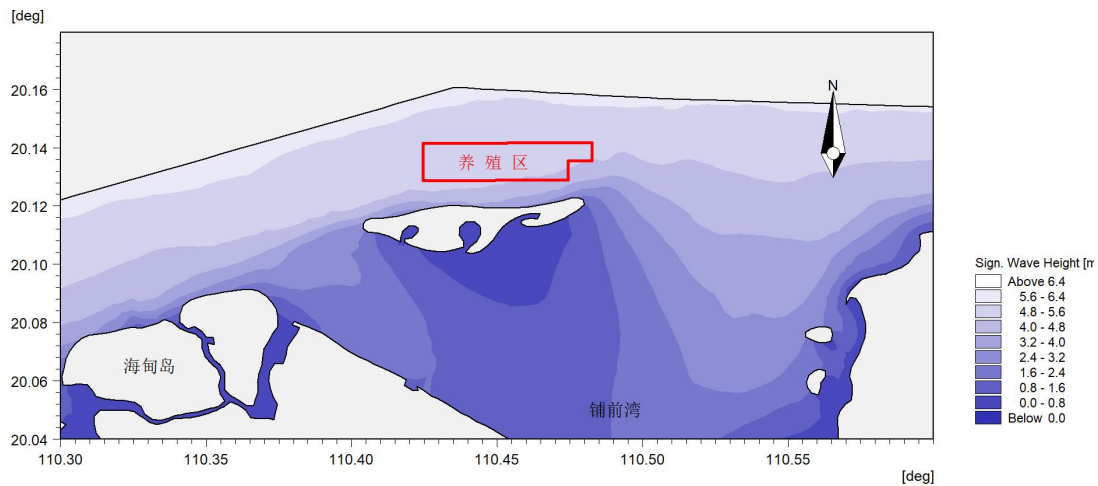 [deg]
20.16
20.14
20.12
20.10
20.08
20.06
20.04
110.30
110.35
110.40
110.45
110.50
110.55
[deg]
N
养殖区
海甸岛
铺前湾
Sign. Wave Height [m
Above 6.4
5.6 - 6.4
4.8 - 5.6
4.0 - 4.8
3.2 - 4.0
2.4 - 3.2
1.6 - 2.4
0.8 - 1.6
0.0 - 0.8
Below 0.0